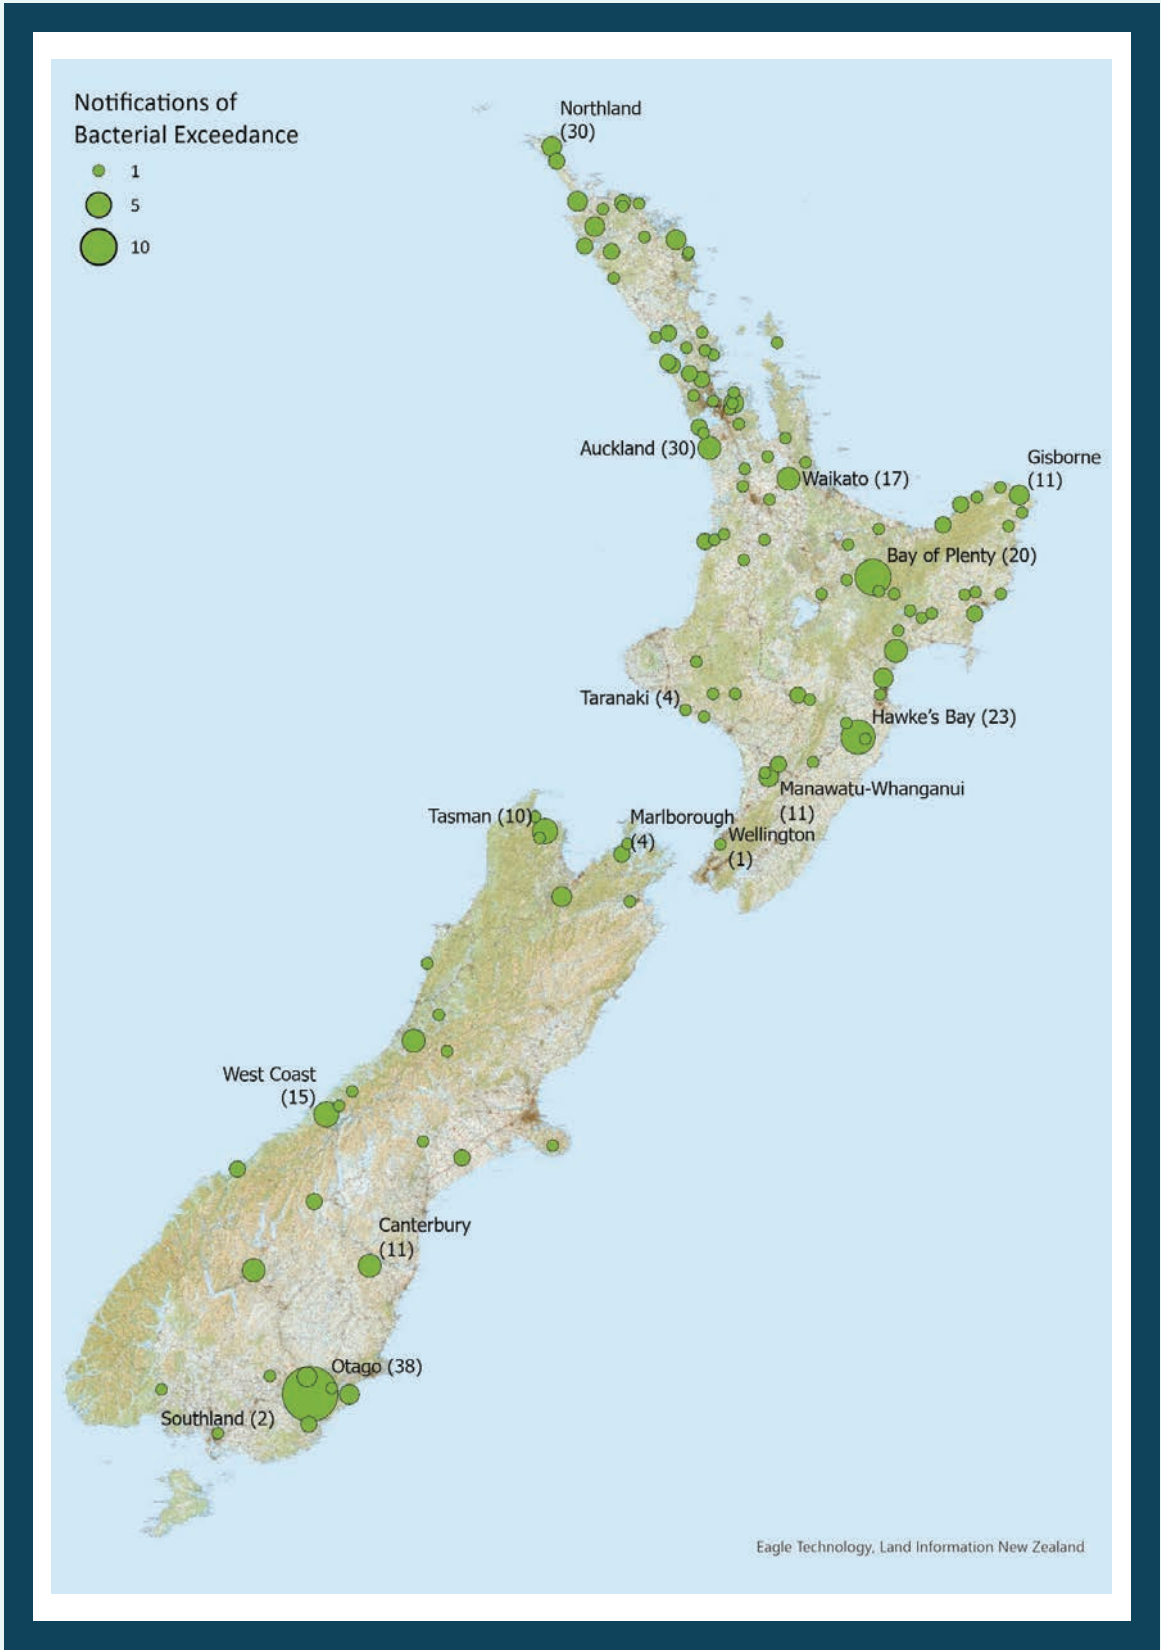 Notifications of
Bacterial Exceedance
1
5
10
Northland
(30)
Auckland (30)
Waikato (17)
Gisborne
(11)
Bay of Plenty (20)
Taranaki (4)
Hawke's Bay (23)
Manawatu-Whanganui
(11)
Tasman (10)
Marlborough
(4)
Wellington
(1)
West Coast
(15)
Canterbury
(11)
Otago (38)
Southland (2)
Eagle Technology, Land Information New Zealand